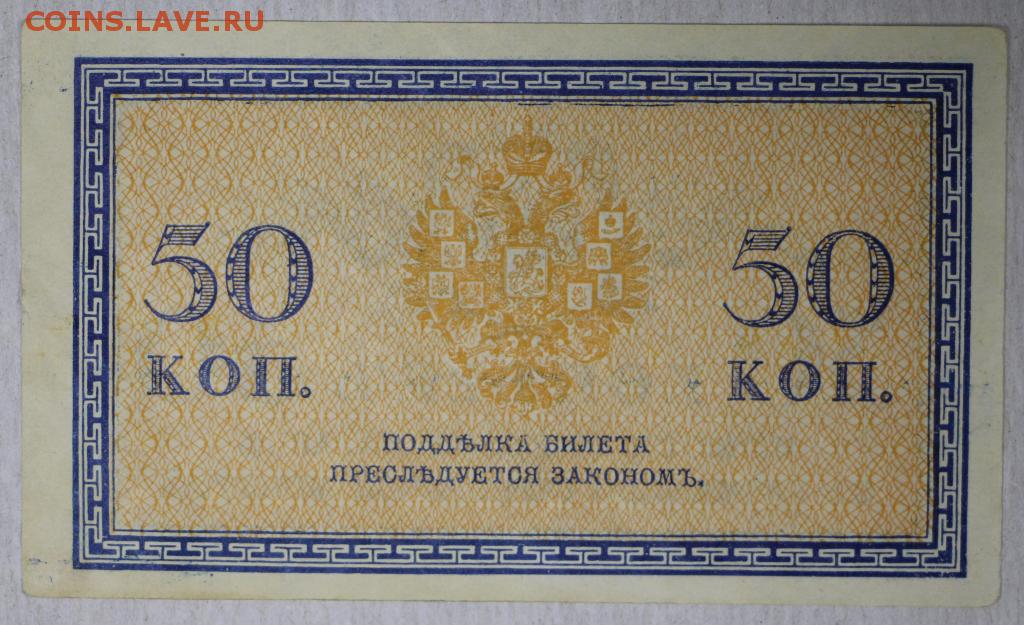 COINS.LAVE.RU
50 50
КОП. КОП.
ПОДДѢЛКА БИЛЕТА
ПРЕСЛѢДУЕТСЯ ЗАКОНОМЪ.